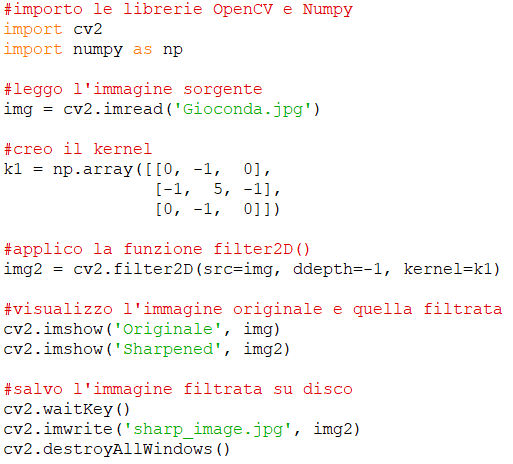 #importo le librerie OpenCV e Numpy
import cv2
import numpy as np

#leggo l'immagine sorgente
img = cv2.imread('Gioconda.jpg')

#creo il kernel
k1 = np.array([[0, -1,  0],
               [-1,  5, -1],
               [0, -1,  0]])

#applico la funzione filter2D()
img2 = cv2.filter2D(src=img, ddepth=-1, kernel=k1)

#visualizzo l'immagine originale e quella filtrata
cv2.imshow('Originale', img)
cv2.imshow('Sharpened', img2)

#salvo l'immagine filtrata su disco
cv2.waitKey()
cv2.imwrite('sharp_image.jpg', img2)
cv2.destroyAllWindows()